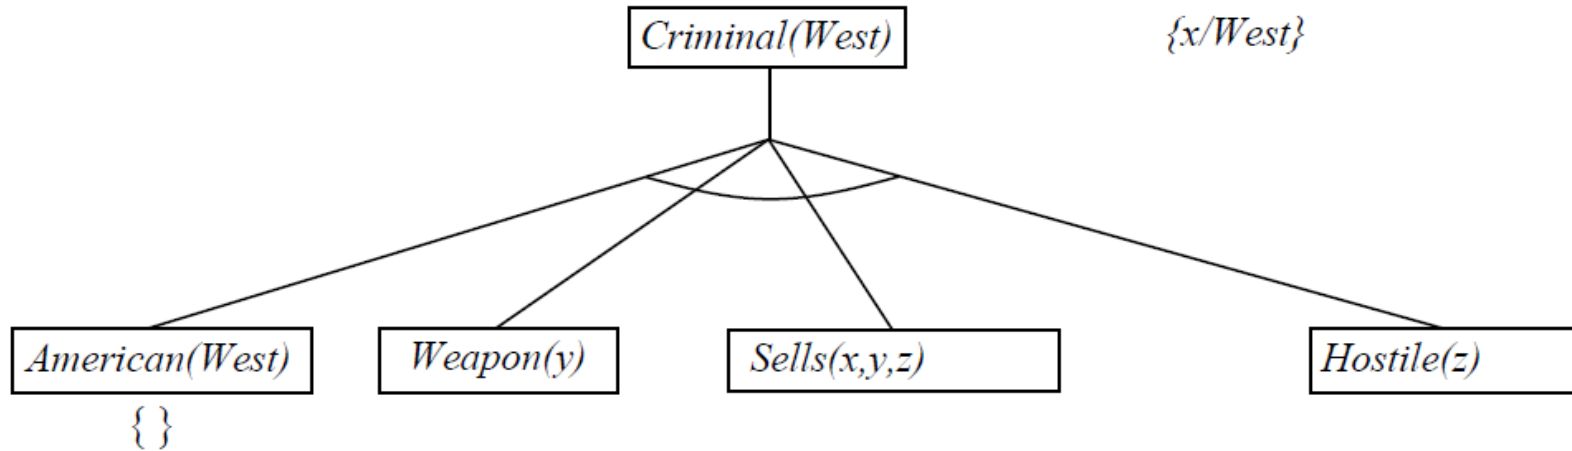 Criminal(West)
{x/West}
American(West)
Weapon(y)
Sells(x,y,z)
Hostile(z)
{ }